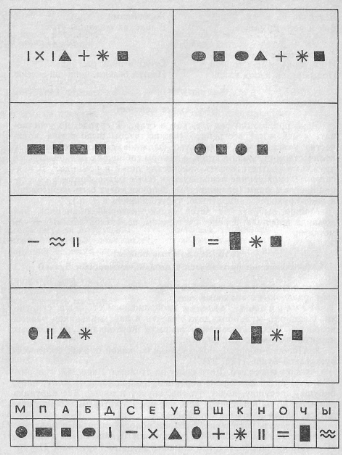 М П А Б Д С Е У В Ш К Н О Ч Ы